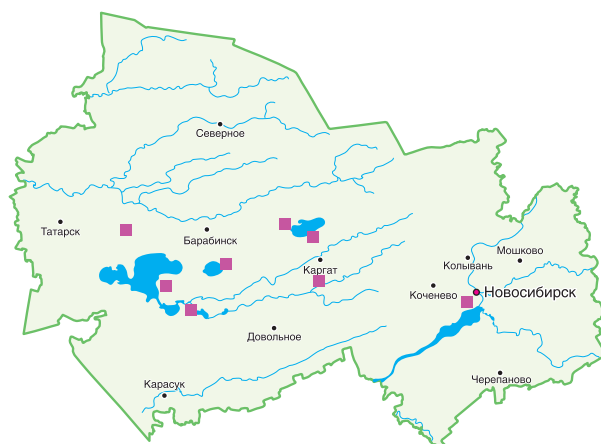 Северное
Татарск
Барабинск
Мошково
Колывань
Каргат
Коченево
Новосибирск
Довольное
Карасук
Черепаново